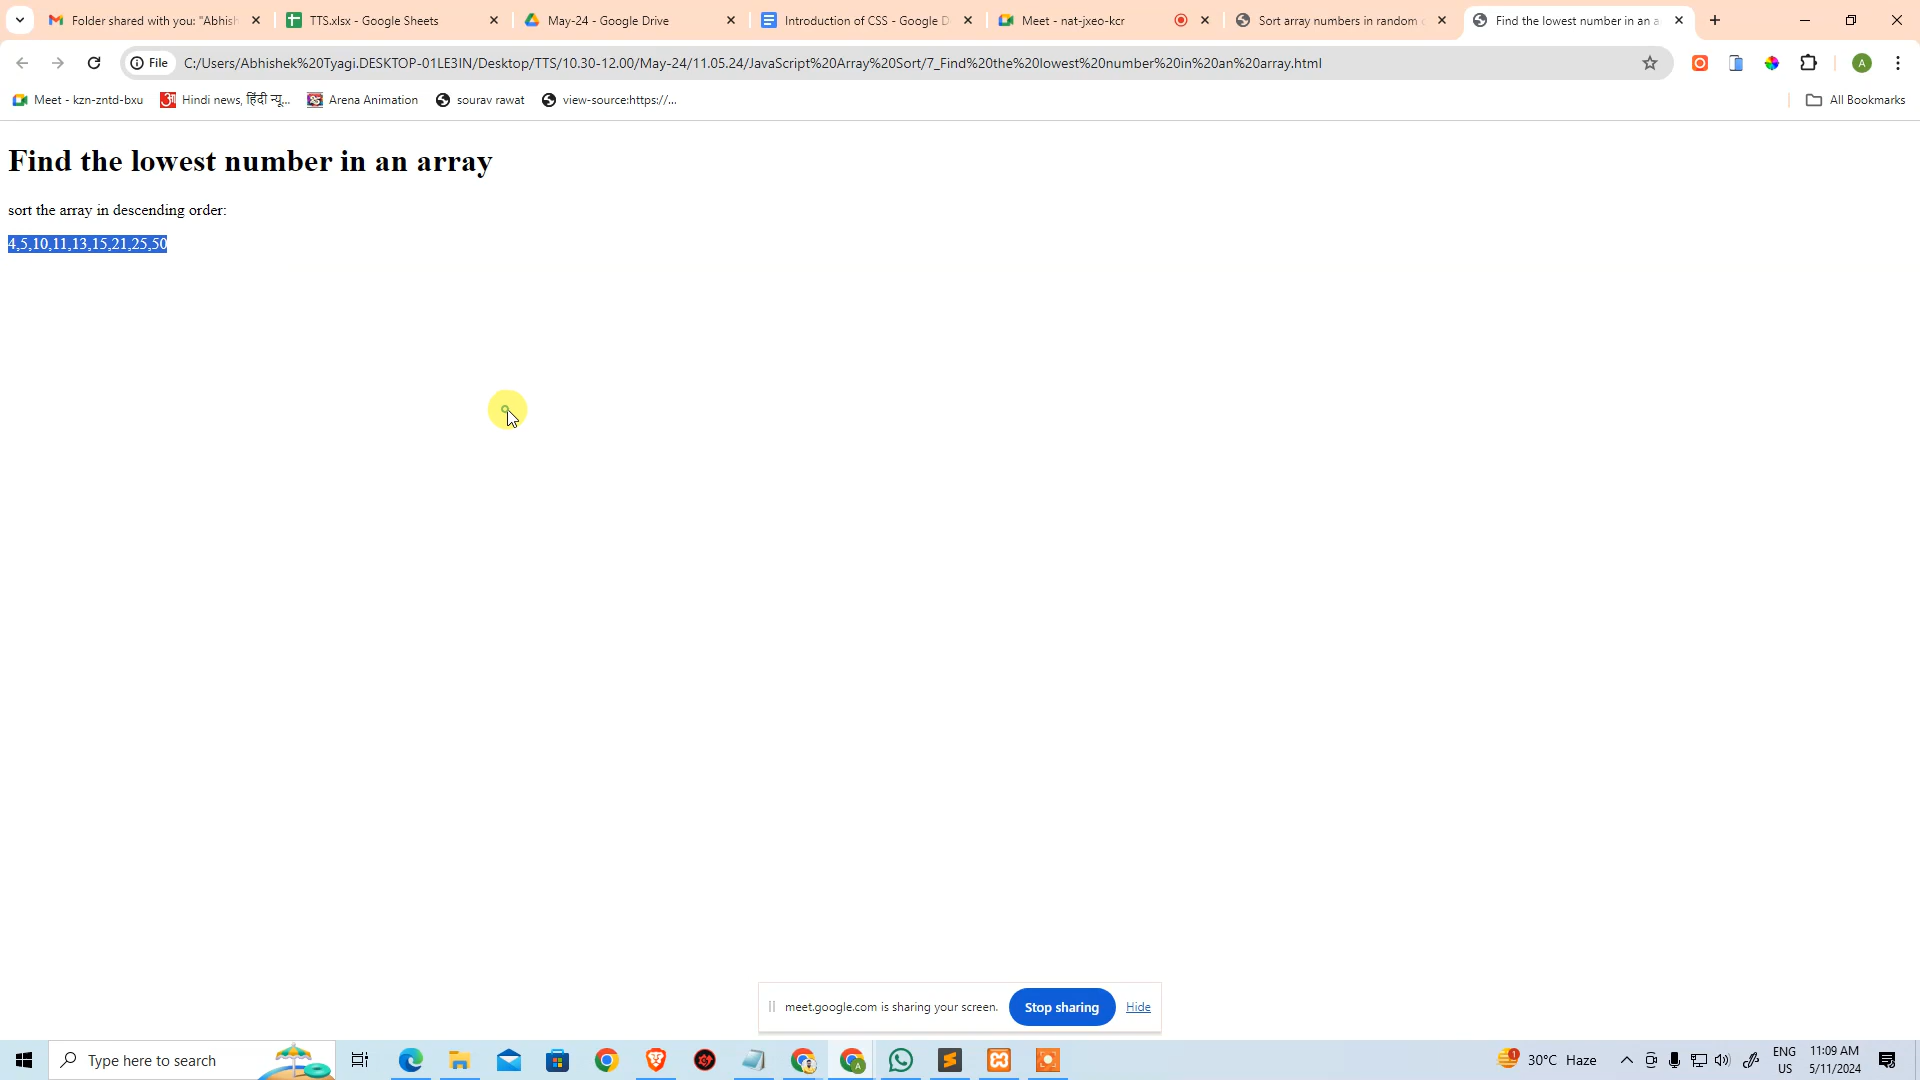 Folder shared with you: "Abhish
TTS.xlsx - Google Sheets
May-24 - Google Drive
Introduction of CSS - Google D
Meet - nat-jxeo-kcr
Sort array numbers in random
Find the lowest number in an a
File
C:/Users/Abhishek%20Tyagi.DESKTOP-01LE3IN/Desktop/TTS/10.30-12.00/May-24/11.05.24/JavaScript%20Array%20Sort/7_Find%20the%20lowest%20number%20in%20an%20array.html
A
Meet - kzn-zntd-bxu
Hindi news, हिंदी न्यू...
Arena Animation
sourav rawat
view-source:https://...
All Bookmarks
Find the lowest number in an array
sort the array in descending order:
4,5,10,11,13,15,21,25,50
meet.google.com is sharing your screen.
Stop sharing
Hide
Type here to search
1
30°C Haze
ENG
US
11:09 AM
5/11/2024